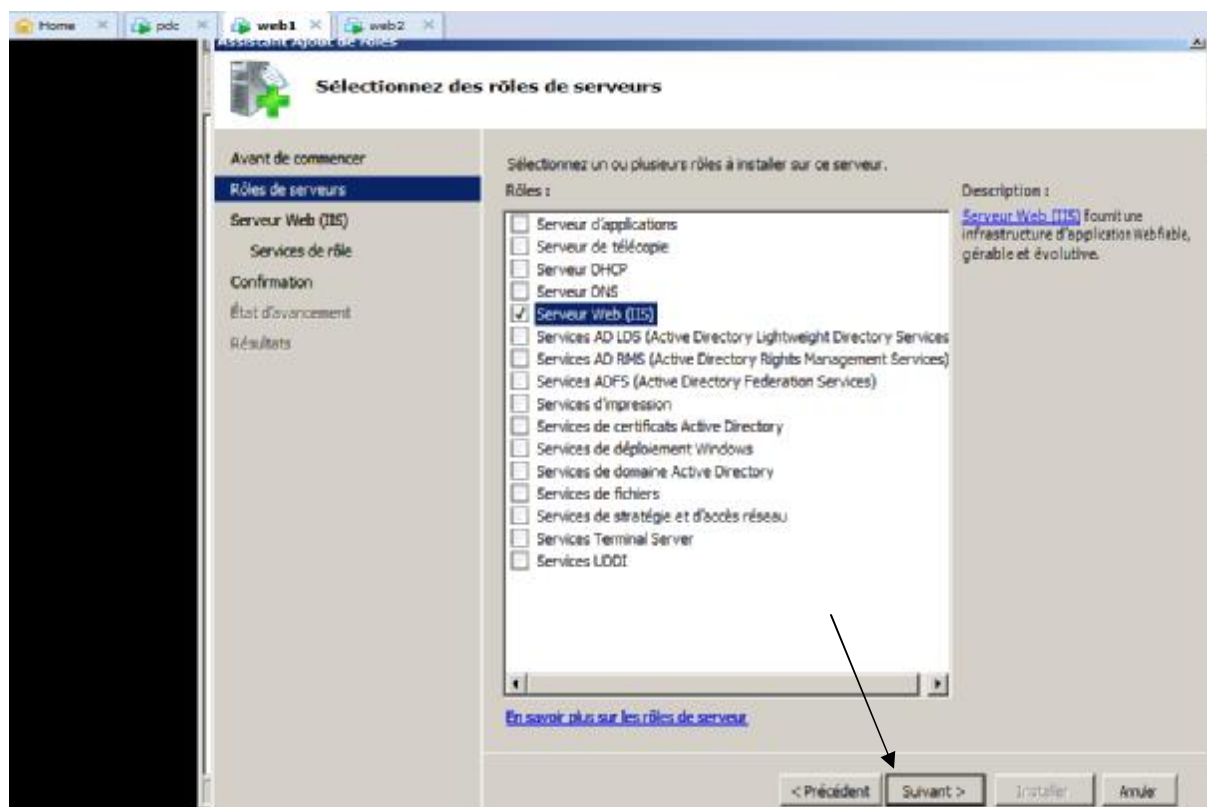 Home pdc web1 web2
Assistant Ajout de rôles
Sélectionnez des rôles de serveurs
Avant de commencer
Rôles de serveurs
Serveur Web (IIS)
Services de rôle
Confirmation
État d'avancement
Résultats
Sélectionnez un ou plusieurs rôles à installer sur ce serveur.
Rôles :
Serveur d'applications
Serveur de télécopie
Serveur DHCP
Serveur DNS
Serveur Web (IIS)
Services AD LDS (Active Directory Lightweight Directory Services
Services AD RMS (Active Directory Rights Management Services)
Services ADFS (Active Directory Federation Services)
Services d'impression
Services de certificats Active Directory
Services de déploiement Windows
Services de domaine Active Directory
Services de fichiers
Services de stratégie et d'accès réseau
Services Terminal Server
Services UDDI
En savoir plus sur les rôles de serveur
Description :
Serveur Web (IIS) fournit une
infrastructure d'application Web fiable,
gérable et évolutive.
< Précédent Suivant > Installer Annuler